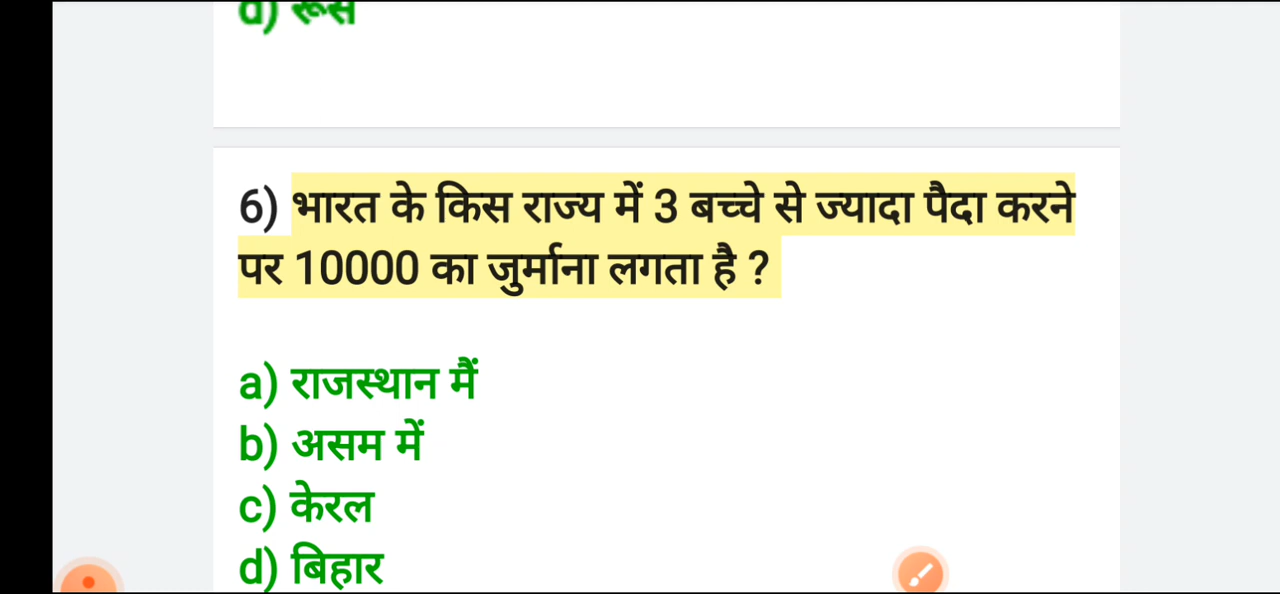 d) रूस
6) भारत के किस राज्य में 3 बच्चे से ज्यादा पैदा करने
पर 10000 का जुर्माना लगता है ?
a) राजस्थान मैं
b) असम में
c) केरल
d) बिहार